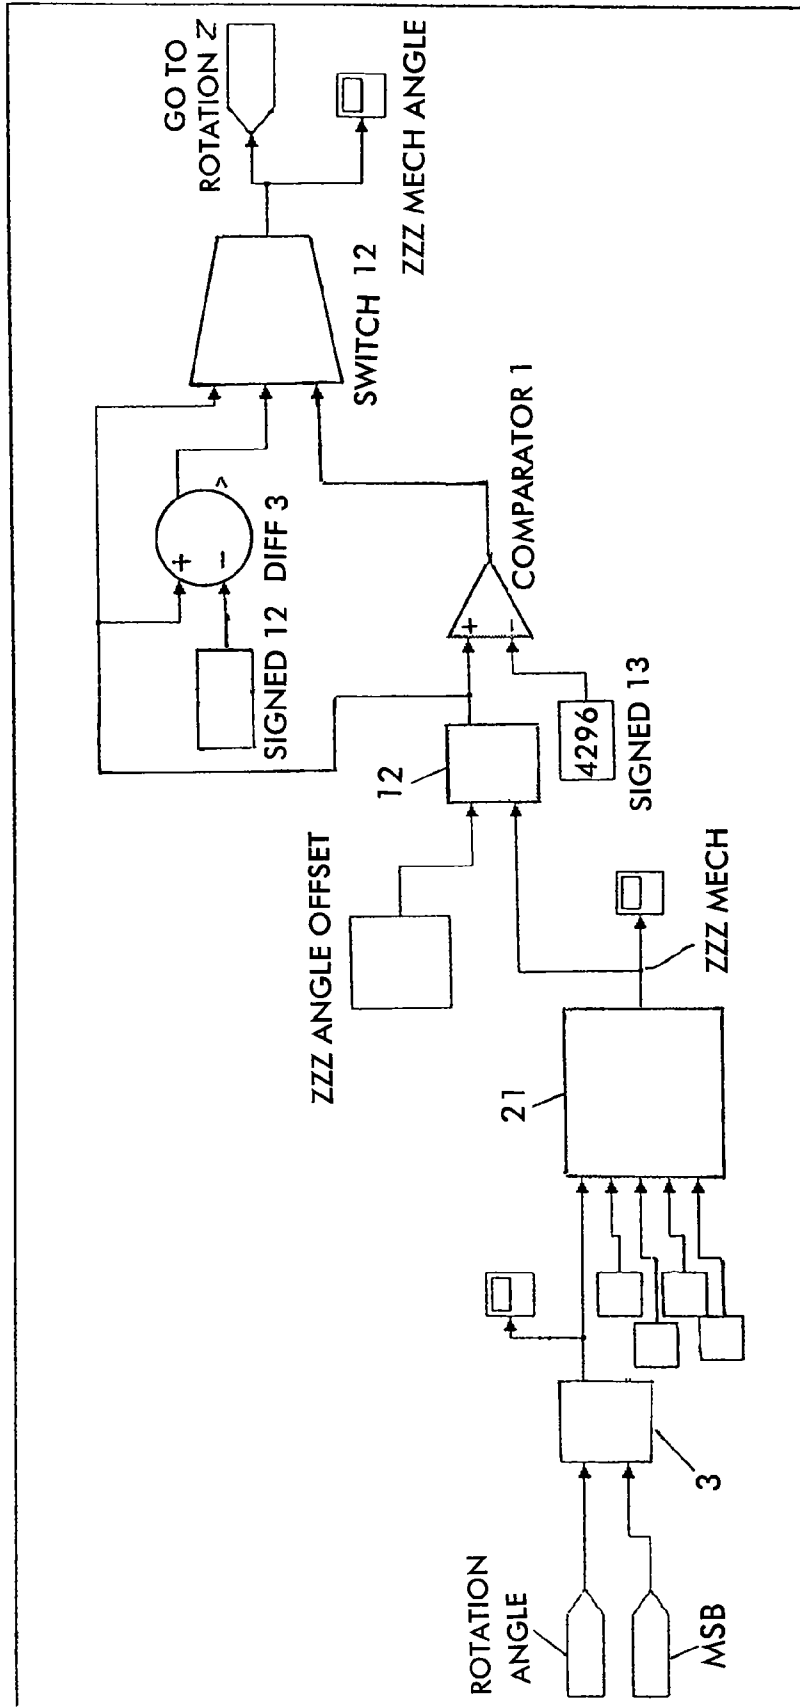 ROTATION
ANGLE
MSB
3
21
ZZZ MECH
ZZZ ANGLE OFFSET
12
4296
SIGNED 13
+
−
COMPARATOR 1
SIGNED 12
+
−
>
DIFF 3
SWITCH 12
GO TO
ROTATION Z
ZZZ MECH ANGLE